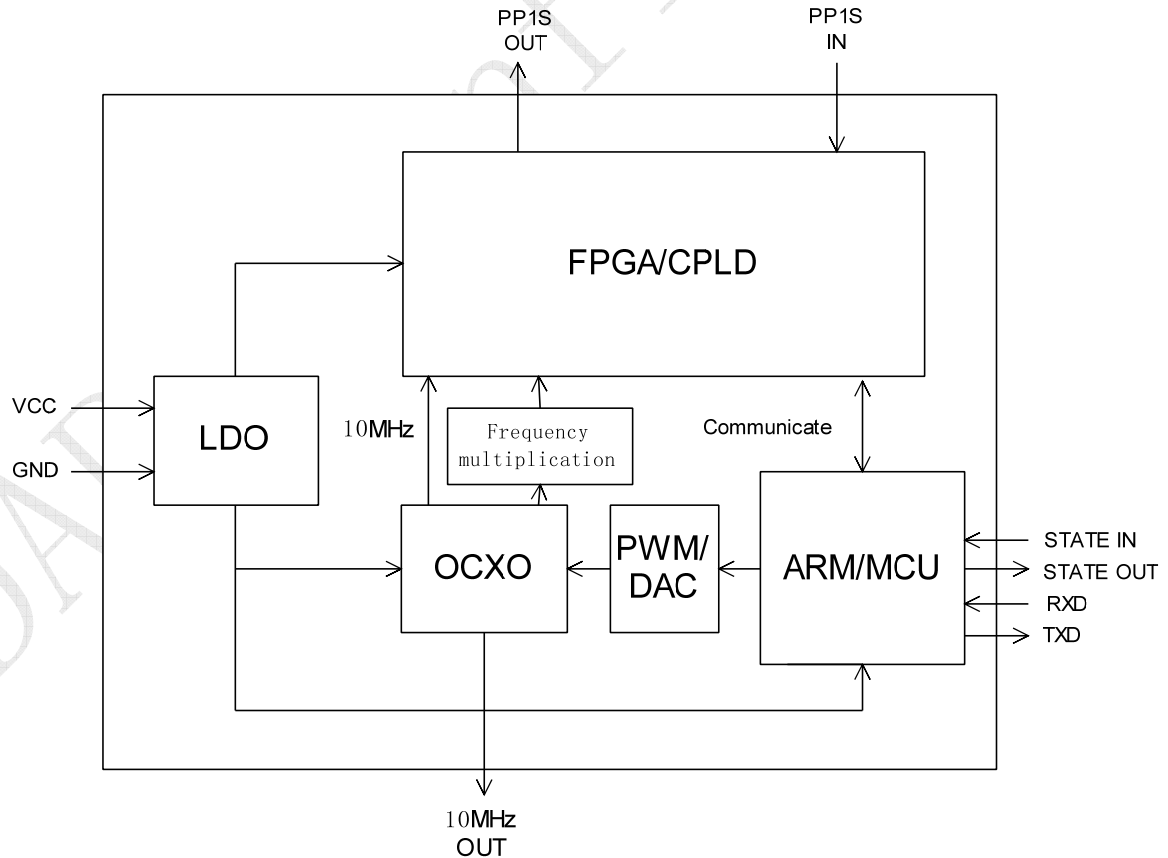 PP1S
OUT
PP1S
IN
FPGA/CPLD
VCC
GND
LDO
10MHz
Frequency
multiplication
Communicate
OCXO
PWM/
DAC
ARM/MCU
STATE IN
STATE OUT
RXD
TXD
10MHz
OUT